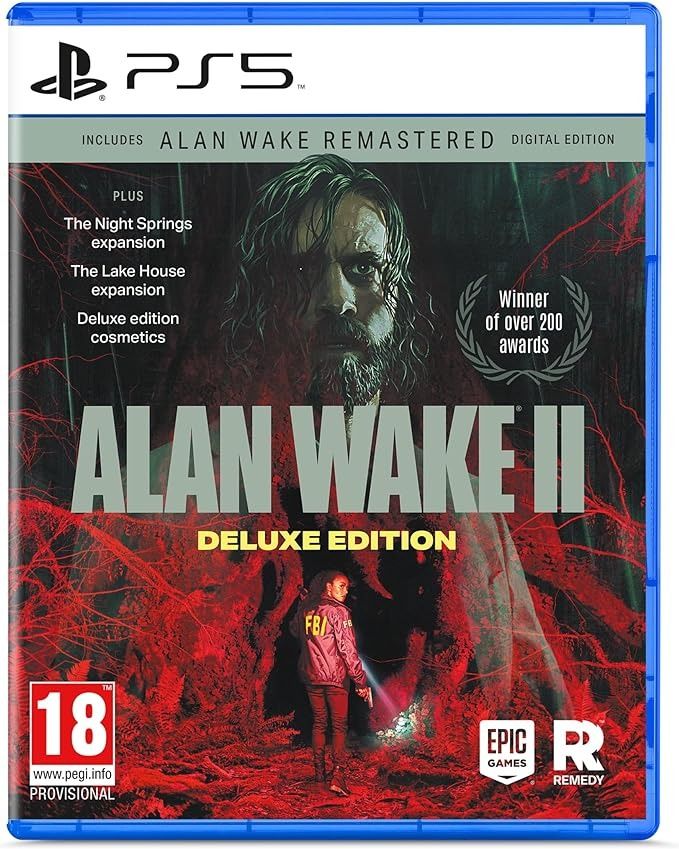 PS5
INCLUDES ALAN WAKE REMASTERED DIGITAL EDITION
PLUS
The Night Springs
expansion
The Lake House
expansion
Deluxe edition
cosmetics
Winner
of over 200
awards
ALAN WAKE® II
DELUXE EDITION
FBI
FB
18
www.pegi.info
PROVISIONAL
EPIC
GAMES
REMEDY